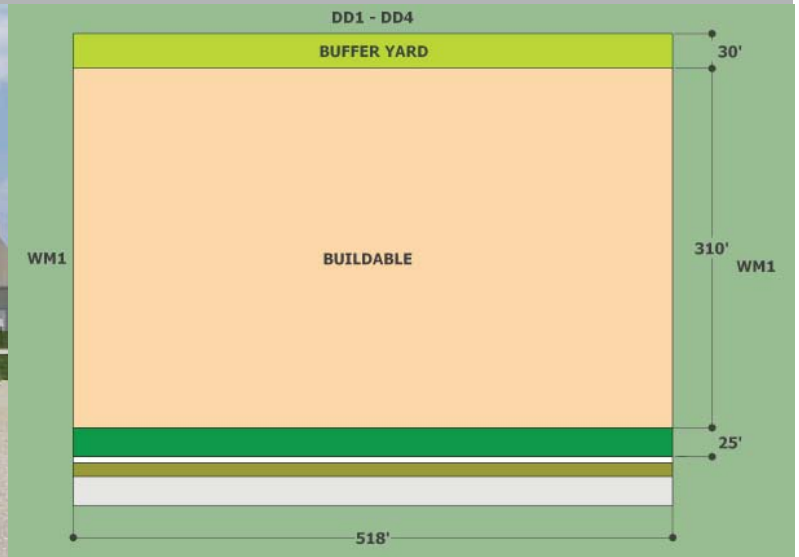 DD1 - DD4
BUFFER YARD
30'
WM1
BUILDABLE
310'
WM1
25'
518'